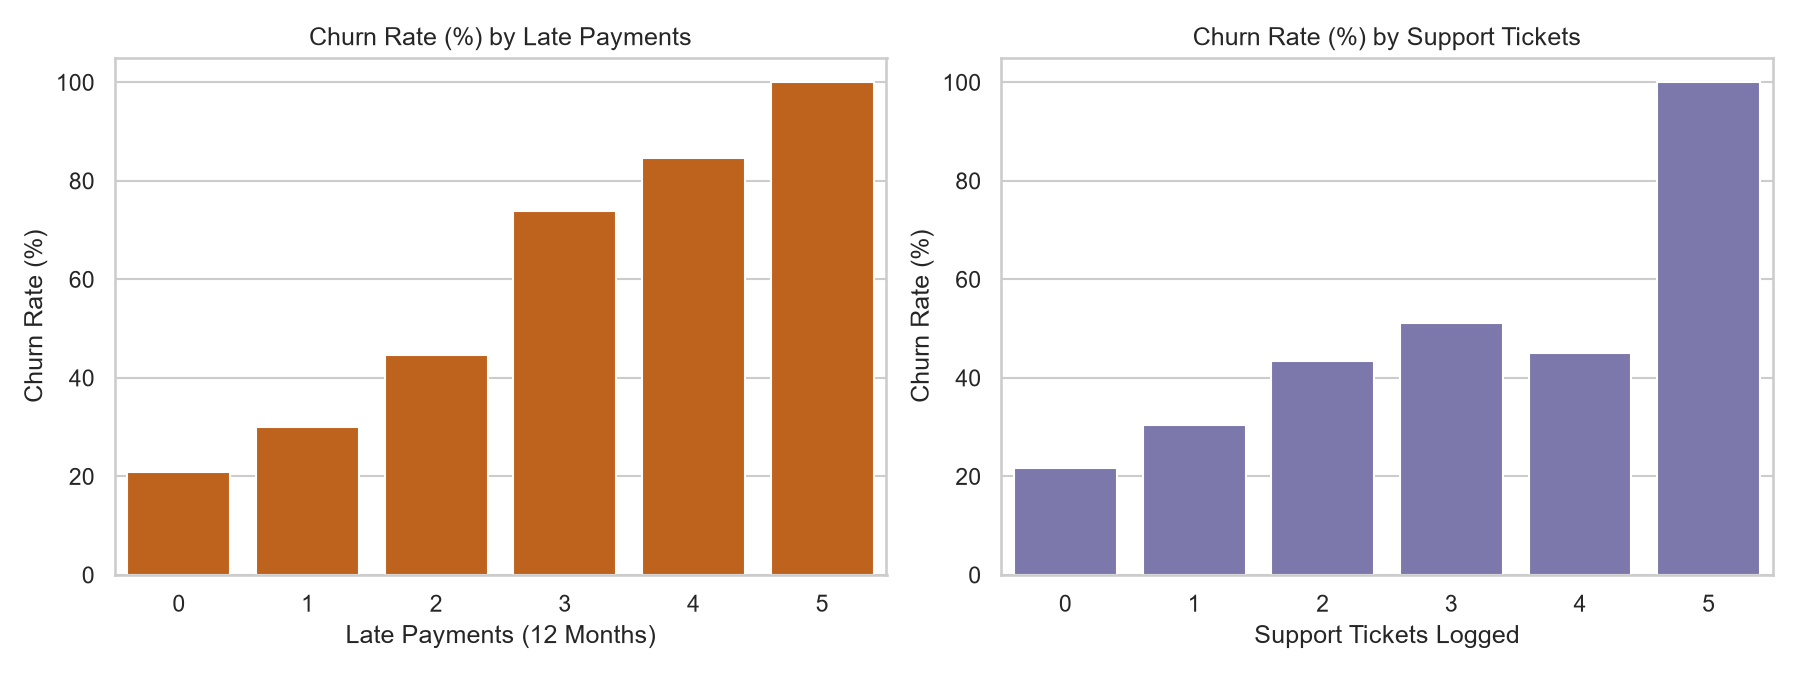 Churn Rate (%) by Late Payments
Churn Rate (%)
100
80
60
40
20
0
0 1 2 3 4 5
Late Payments (12 Months)
Churn Rate (%) by Support Tickets
Churn Rate (%)
100
80
60
40
20
0
0 1 2 3 4 5
Support Tickets Logged